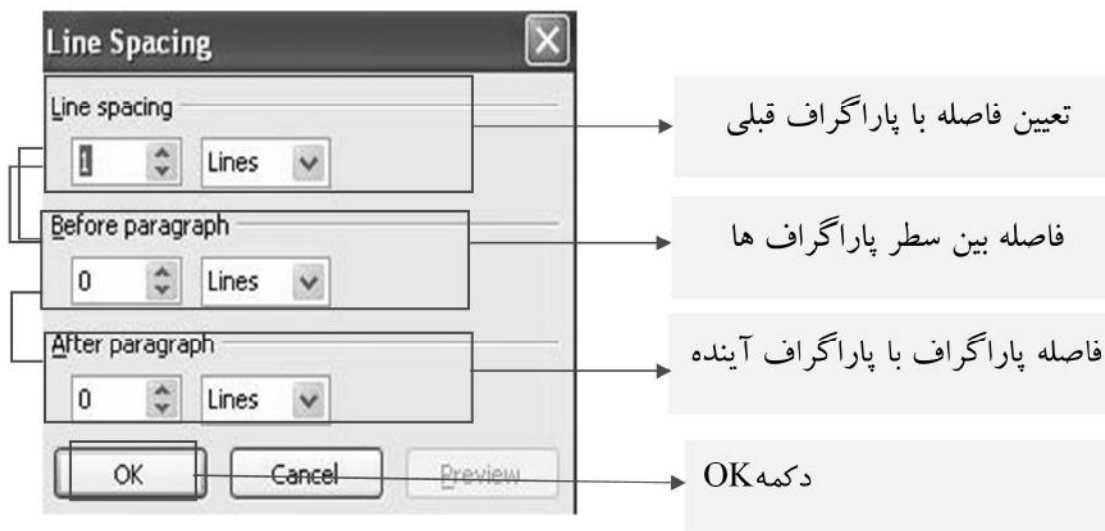 Line Spacing
Line spacing
1 Lines
تعیین فاصله با پاراگراف قبلی
Before paragraph
0 Lines
فاصله بین سطر پاراگراف ها
After paragraph
0 Lines
فاصله پاراگراف با پاراگراف آینده
OK Cancel Preview
دکمه OK